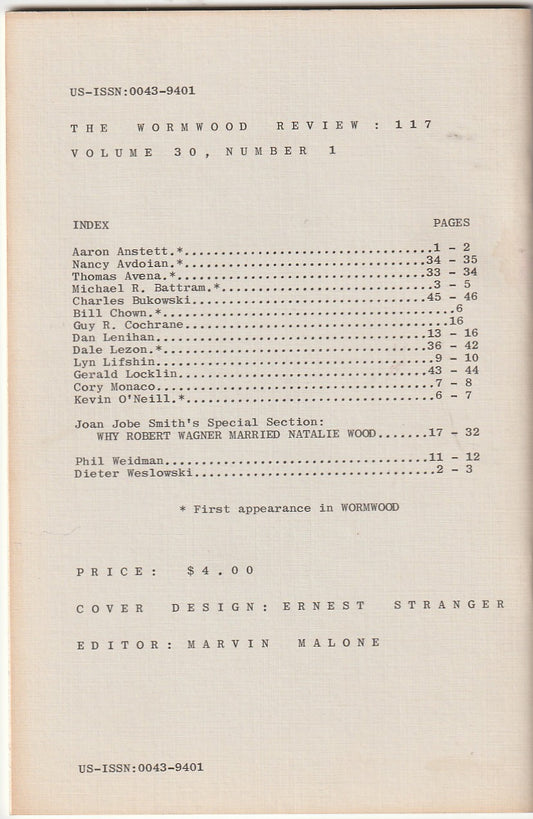 US-ISSN:0043-9401
THE WORMWOOD REVIEW: 117
VOLUME 30, NUMBER 1
INDEX PAGES
Aaron Anstett.*.................................1 - 2
Nancy Avdoian.*................................34 - 35
Thomas Avena.*.................................33 - 34
Michael R. Battram.*............................3 - 5
Charles Bukowski...............................45 - 46
Bill Chown.*....................................6
Guy R. Cochrane................................16
Dan Lenihan....................................13 - 16
Dale Lezon.*...................................36 - 42
Lyn Lifshin.....................................9 - 10
Gerald Locklin.................................43 - 44
Cory Monaco.....................................7 - 8
Kevin O'Neill.*.................................6 - 7
Joan Jobe Smith's Special Section:
WHY ROBERT WAGNER MARRIED NATALIE WOOD.......17 - 32
Phil Weidman...................................11 - 12
Dieter Weslowski................................2 - 3
* First appearance in WORMWOOD
PRICE: $4.00
COVER DESIGN: ERNEST STRANGER
EDITOR: MARVIN MALONE
US-ISSN:0043-9401